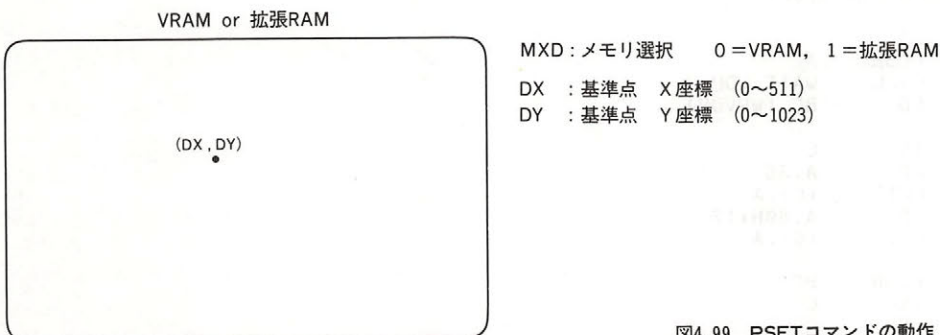 VRAM or 拡張RAM
MXD：メモリ選択　0＝VRAM，1＝拡張RAM
DX ：基準点 X座標 (0～511)
DY ：基準点 Y座標 (0～1023)
(DX , DY)
図4.99 PSETコマンドの動作